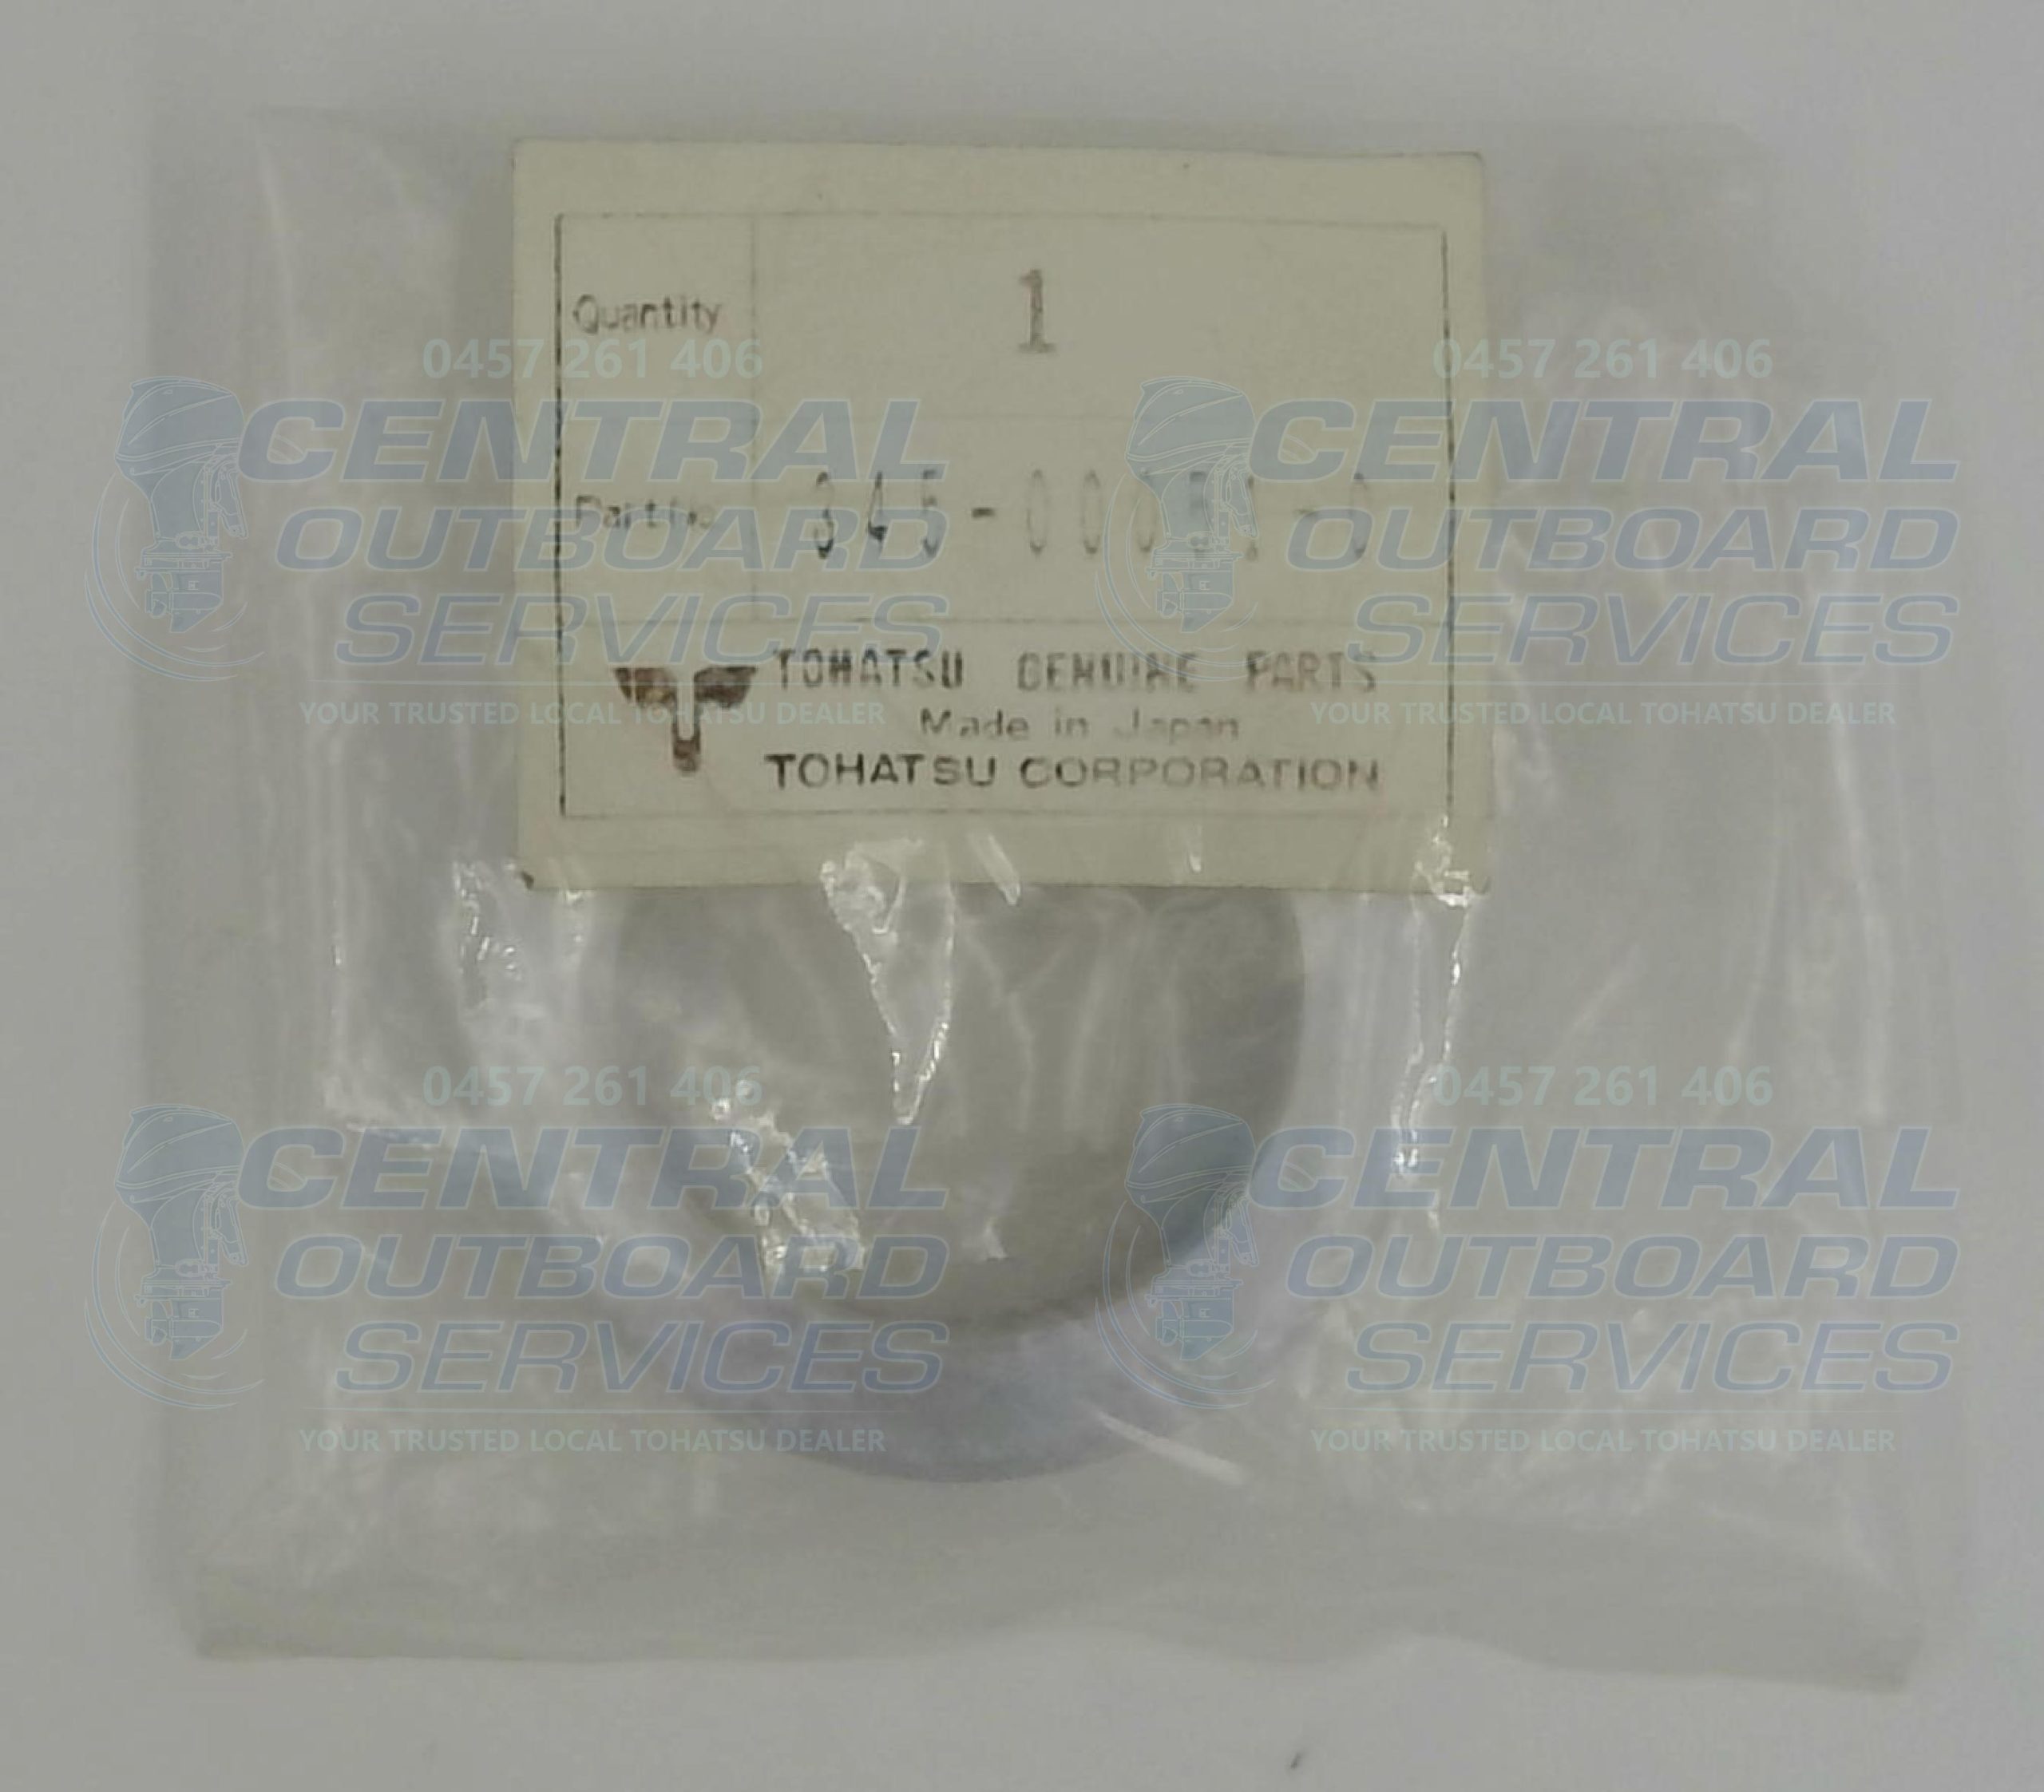 Quantity 1
0457 261 406 0457 261 406
CENTRAL CENTRAL
Part No.
OUTBOARD OUTBOARD
SERVICES SERVICES
TOHATSU GENUINE PARTS
YOUR TRUSTED LOCAL TOHATSU DEALER YOUR TRUSTED LOCAL TOHATSU DEALER
Made in Japan
TOHATSU CORPORATION
0457 261 406 0457 261 406
CENTRAL CENTRAL
OUTBOARD OUTBOARD
SERVICES SERVICES
YOUR TRUSTED LOCAL TOHATSU DEALER YOUR TRUSTED LOCAL TOHATSU DEALER